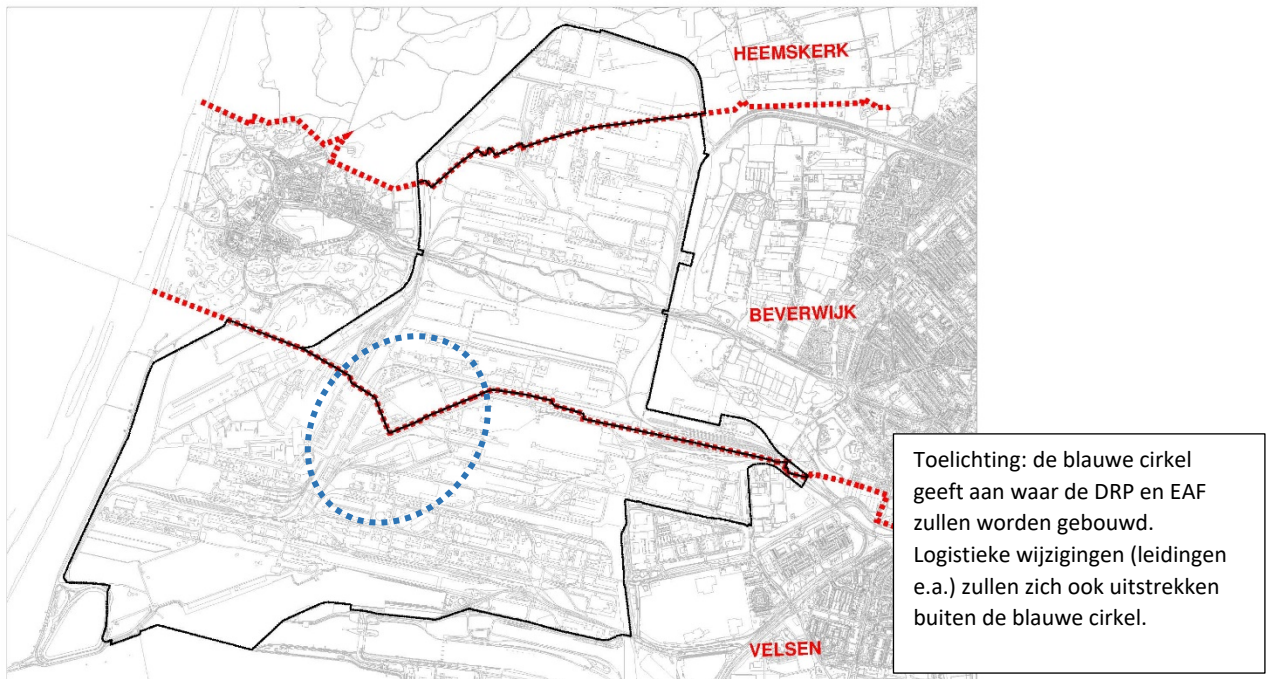 HEEMSKERK
BEVERWIJK
Toelichting: de blauwe cirkel
geeft aan waar de DRP en EAF
zullen worden gebouwd.
Logistieke wijzigingen (leidingen
e.a.) zullen zich ook uitstrekken
buiten de blauwe cirkel.
VELSEN